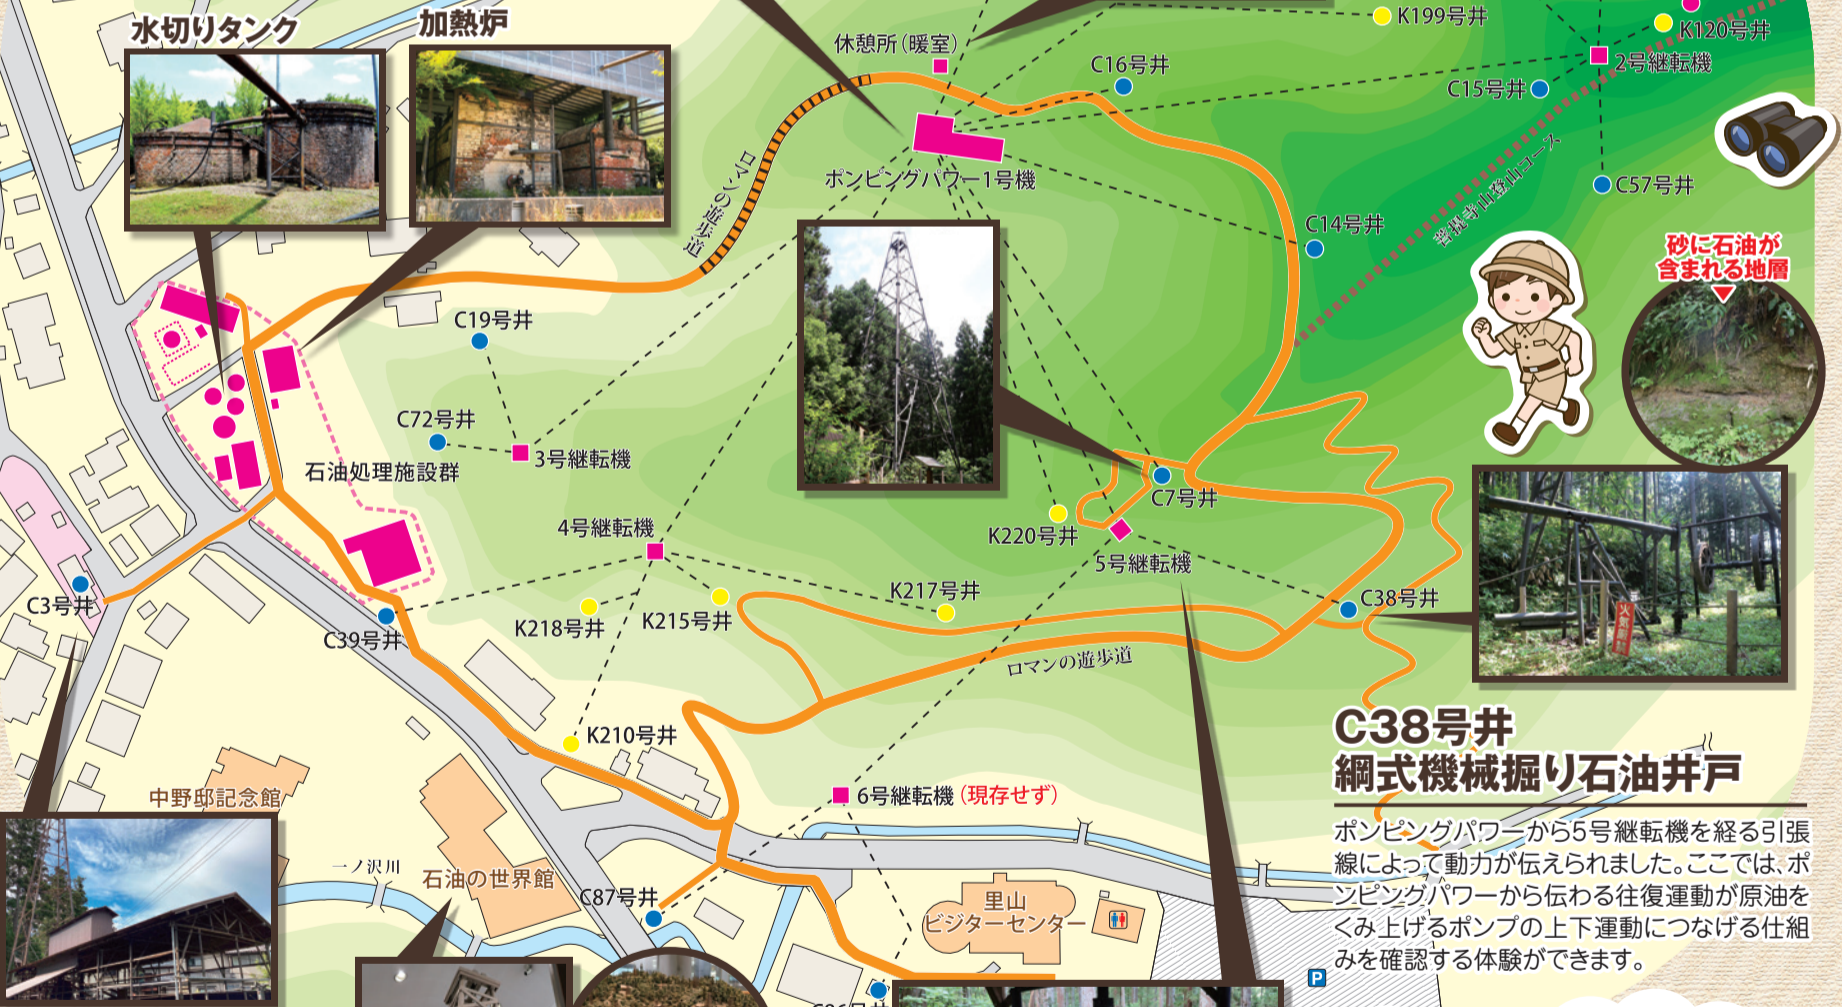 水切りタンク
加熱炉
休憩所（暖室）
C16号井
K199号井
K120号井
2号継転機
C15号井
C57号井
ポンピングパワー1号機
ロマンの遊歩道
C14号井
菩提寺山登山コース
砂に石油が
含まれる地層
C19号井
C72号井
3号継転機
石油処理施設群
4号継転機
C7号井
K220号井
5号継転機
C38号井
火気厳禁
C3号井
C39号井
K218号井
K215号井
K217号井
ロマンの遊歩道
K210号井
6号継転機（現存せず）
中野邸記念館
一ノ沢川
石油の世界館
C87号井
里山
ビジターセンター
P
C38号井
綱式機械掘り石油井戸
ポンピングパワーから5号継転機を経る引張
線によって動力が伝えられました。ここでは、ポ
ンピングパワーから伝わる往復運動が原油を
くみ上げるポンプの上下運動につなげる仕組
みを確認する体験ができます。